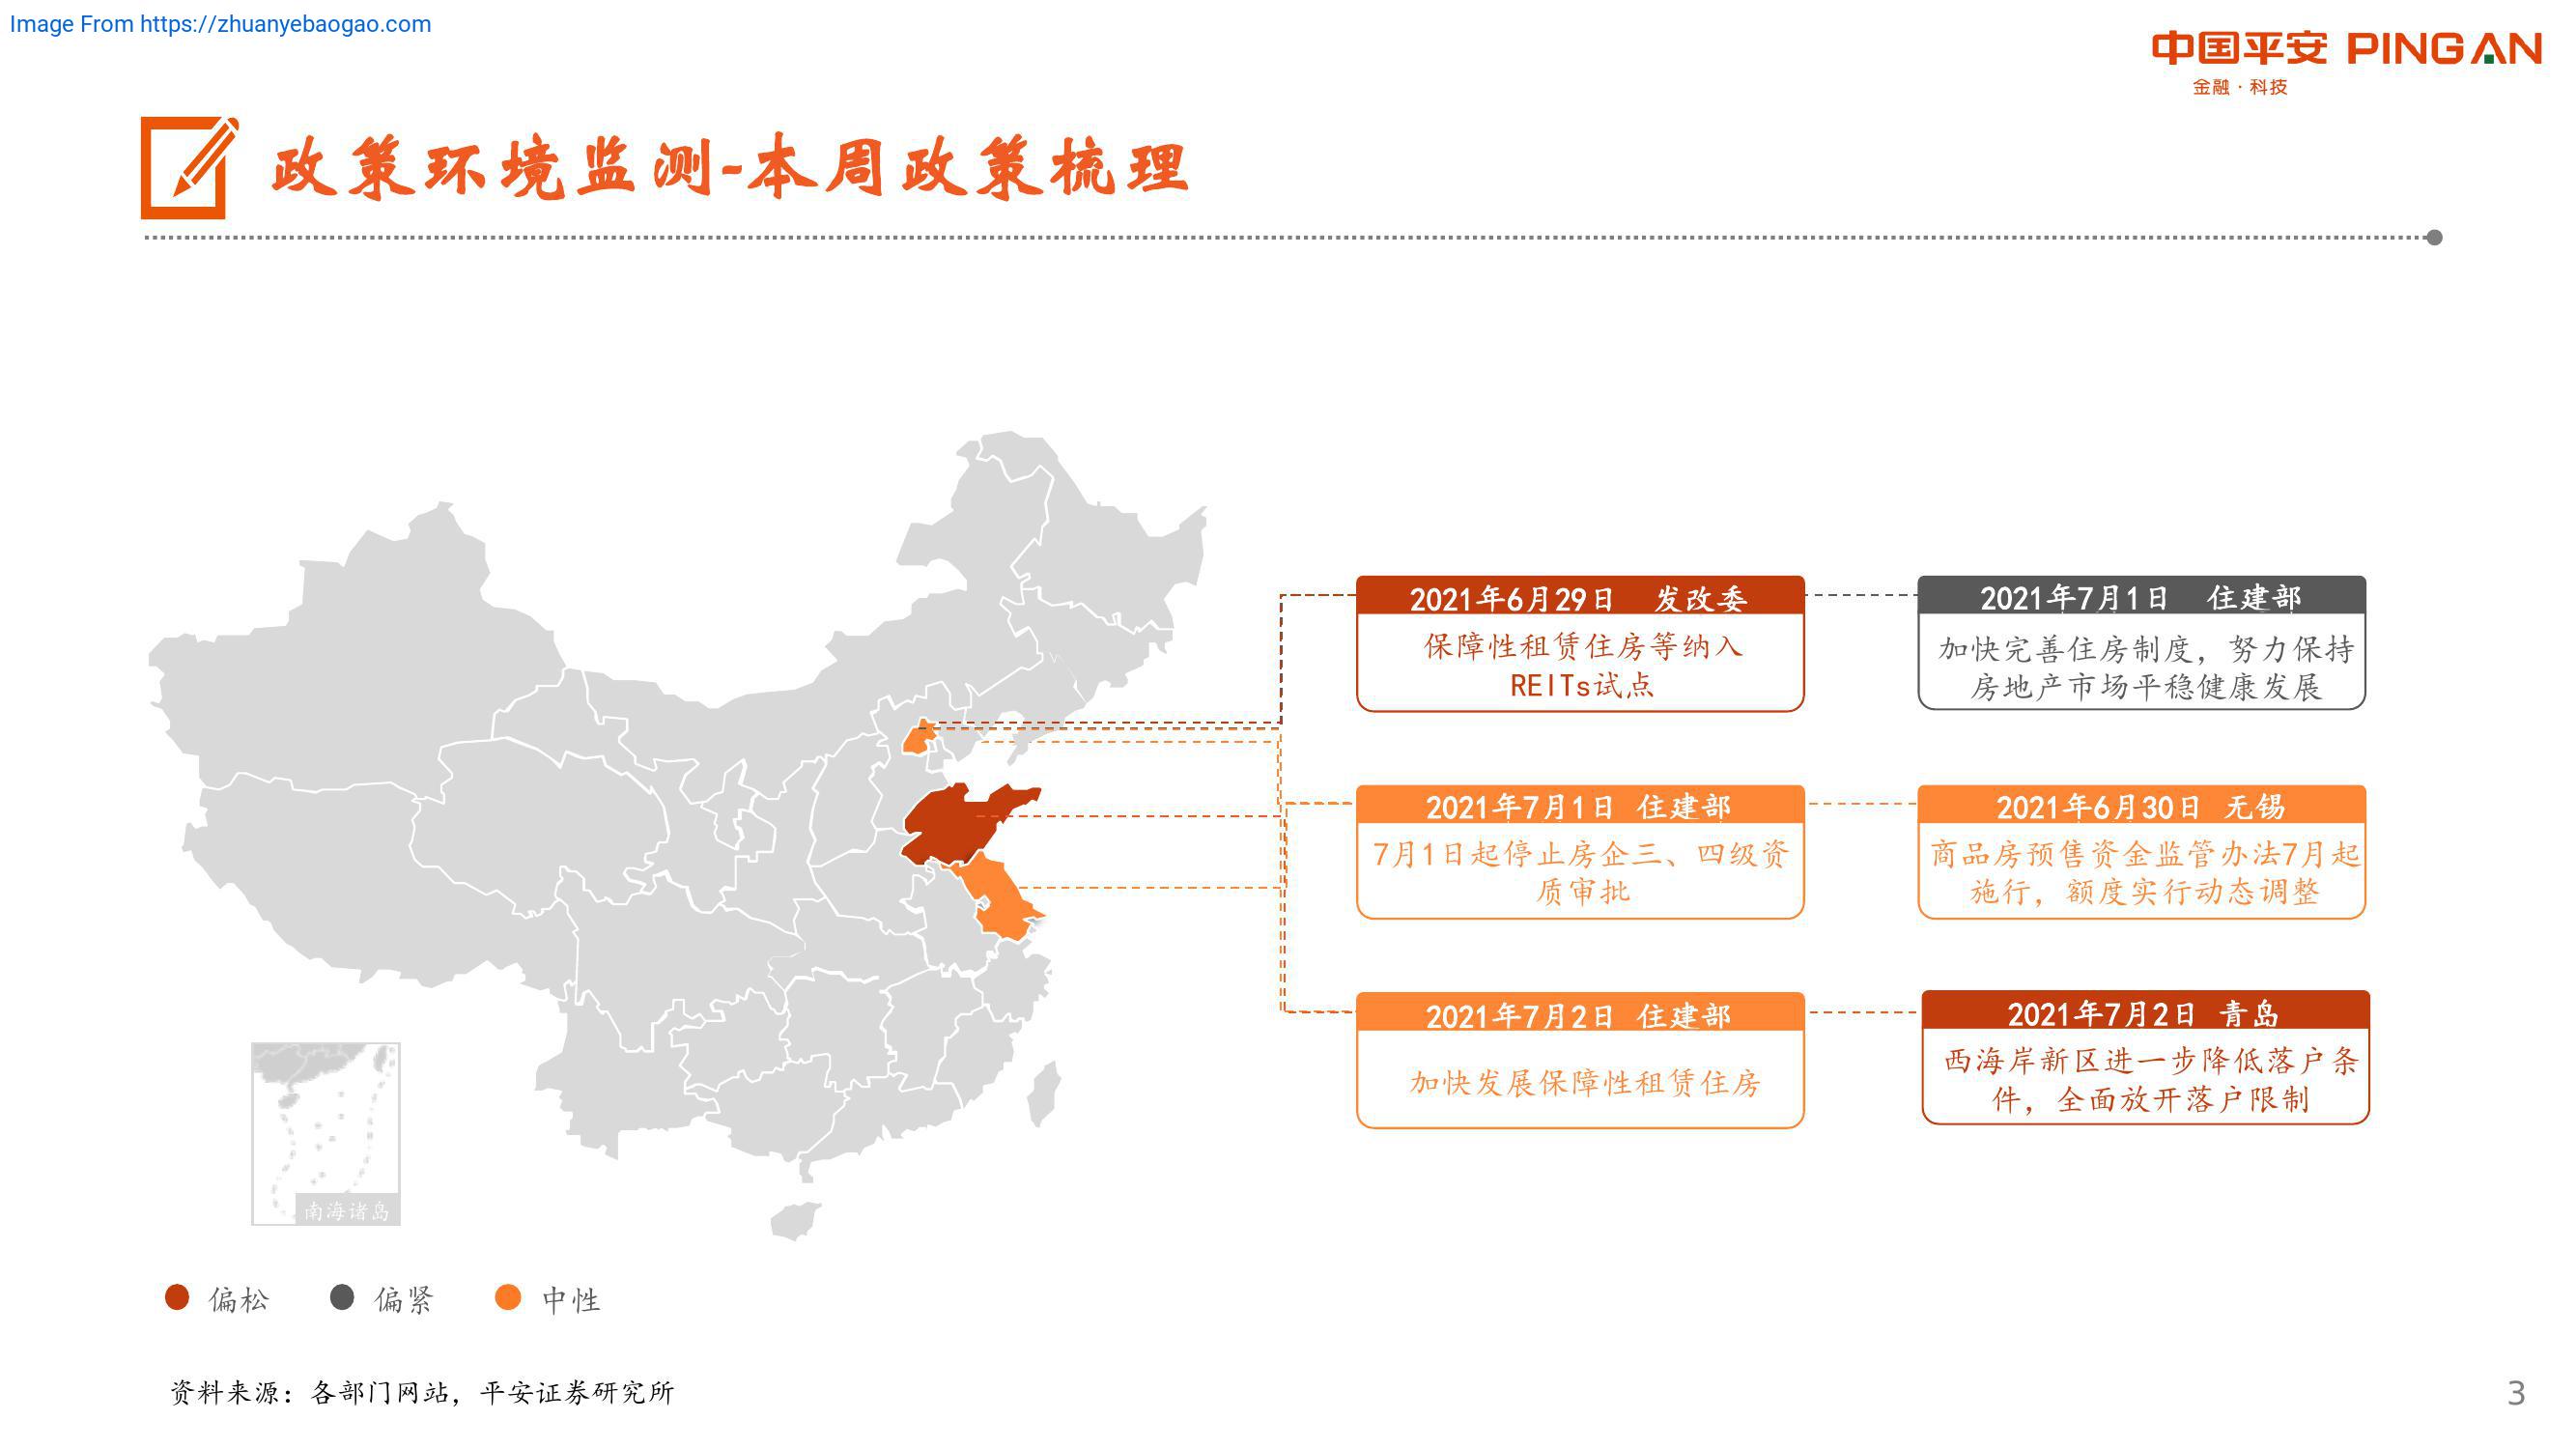 Image From https://zhuanyebaogao.com
中国平安 PINGAN
金融·科技
政策环境监测-本周政策梳理
2021年6月29日 发改委
保障性租赁住房等纳入
REITs试点
2021年7月1日 住建部
加快完善住房制度，努力保持
房地产市场平稳健康发展
2021年7月1日 住建部
7月1日起停止房企三、四级资
质审批
2021年6月30日 无锡
商品房预售资金监管办法7月起
施行，额度实行动态调整
2021年7月2日 住建部
加快发展保障性租赁住房
2021年7月2日 青岛
西海岸新区进一步降低落户条
件，全面放开落户限制
南海诸岛
偏松 偏紧 中性
资料来源：各部门网站，平安证券研究所
3